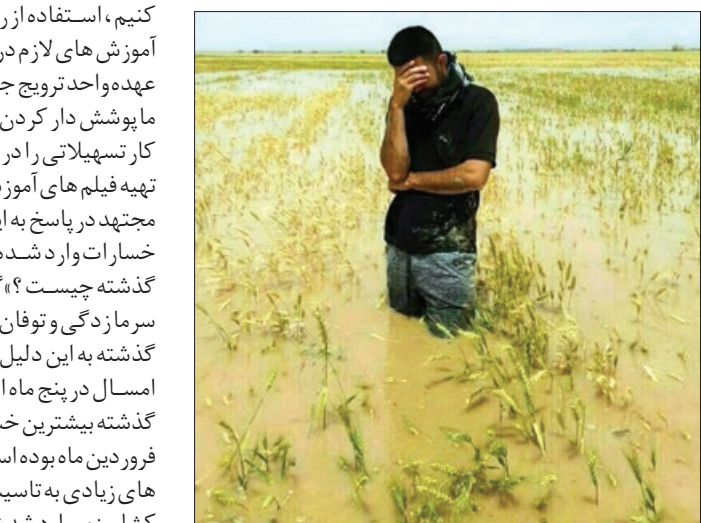 کنیم ، استفاده از ر
آموزش های لازم در
عهده واحد ترویج ج
ما پوشش دار کردن
کار تسهیلاتی را در
تهیه فیلم های آموز
مجتهد در پاسخ به ای
خسارات وارد شده
گذشته چیست ؟»
سرمازدگی و توفان
گذشته به این دلیل
امسال در پنج ماه ا
گذشته بیشترین خ
فروردین ماه بوده اس
های زیادی به تاسی